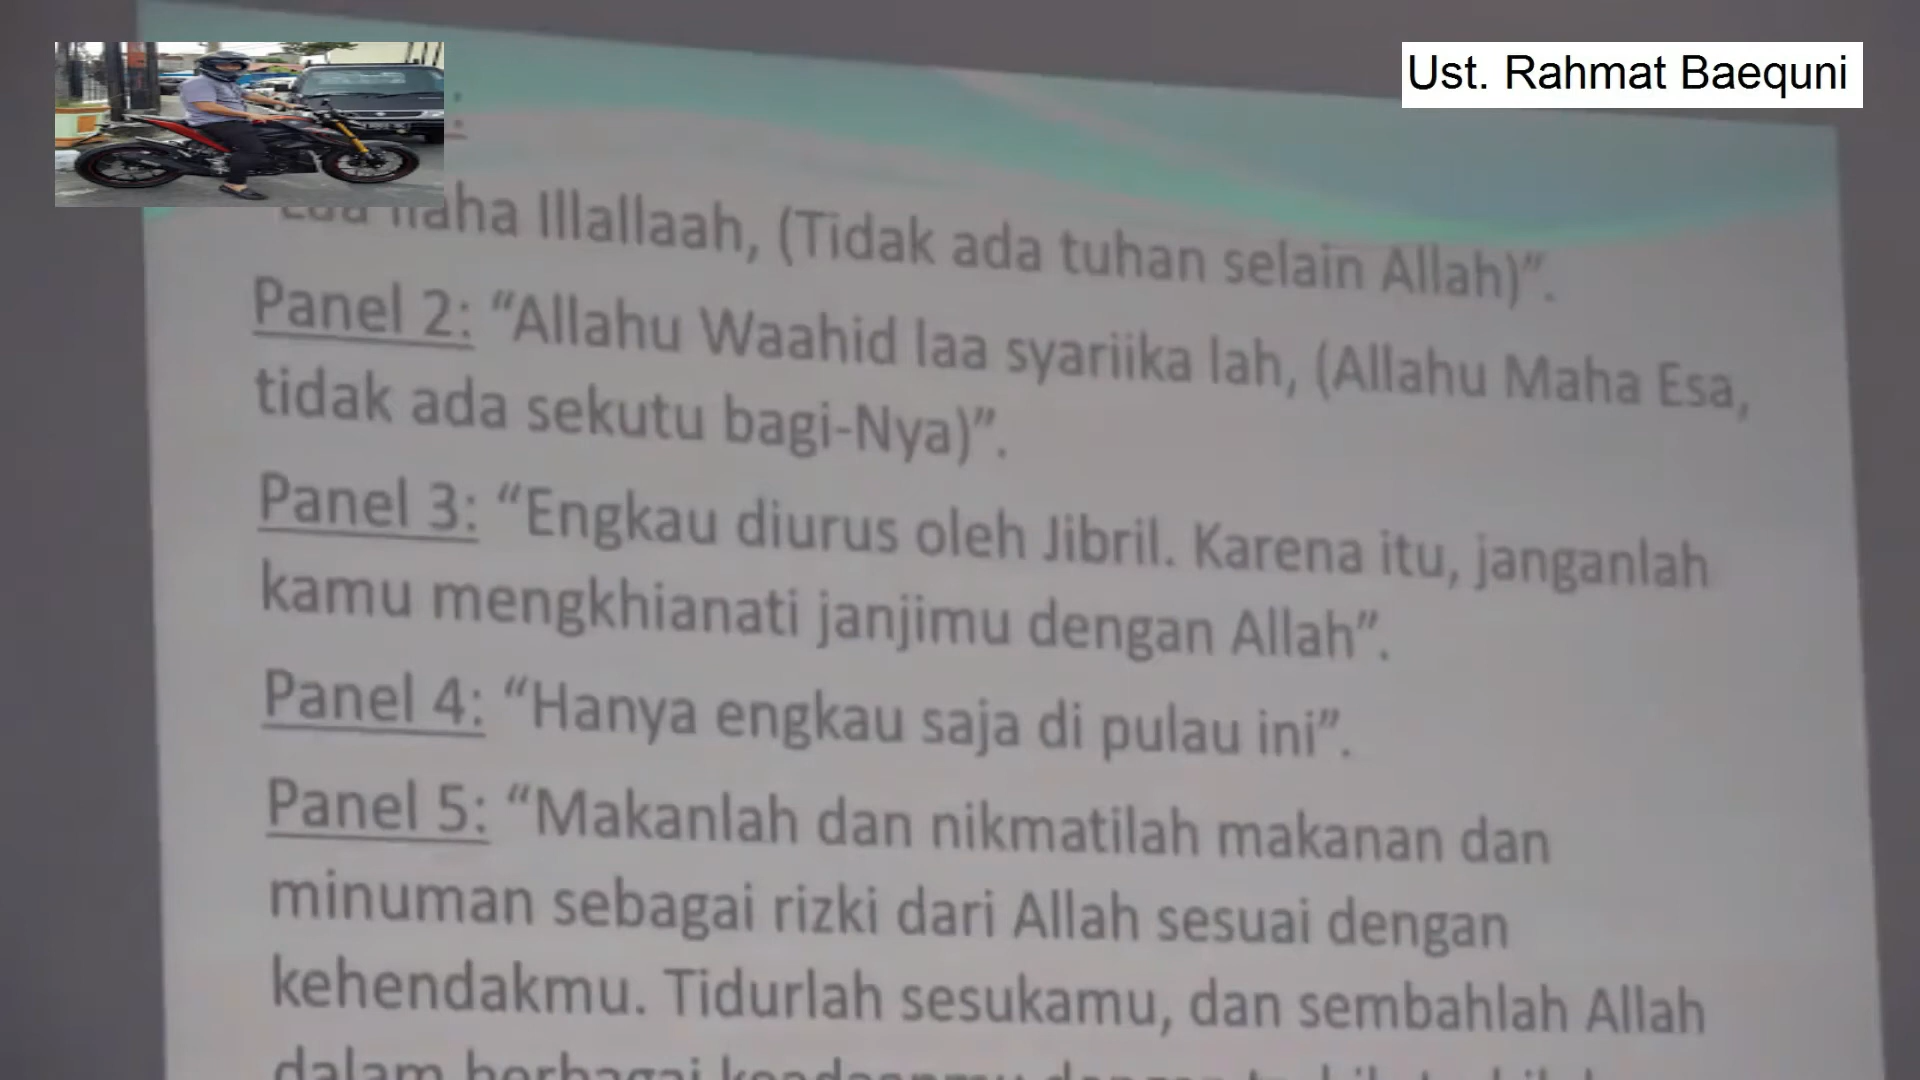 Ust. Rahmat Baequni
Illallaah, (Tidak ada tuhan selain Allah)”.
Panel 2: “Allahu Waahid laa syariika lah, (Allahu Maha Esa,
tidak ada sekutu bagi-Nya)”.
Panel 3: “Engkau diurus oleh Jibril. Karena itu, janganlah
kamu mengkhianati janjimu dengan Allah”.
Panel 4: “Hanya engkau saja di pulau ini”.
Panel 5: “Makanlah dan nikmatilah makanan dan
minuman sebagai rizki dari Allah sesuai dengan
kehendakmu. Tidurlah sesukamu, dan sembahlah Allah
dalam berbagai